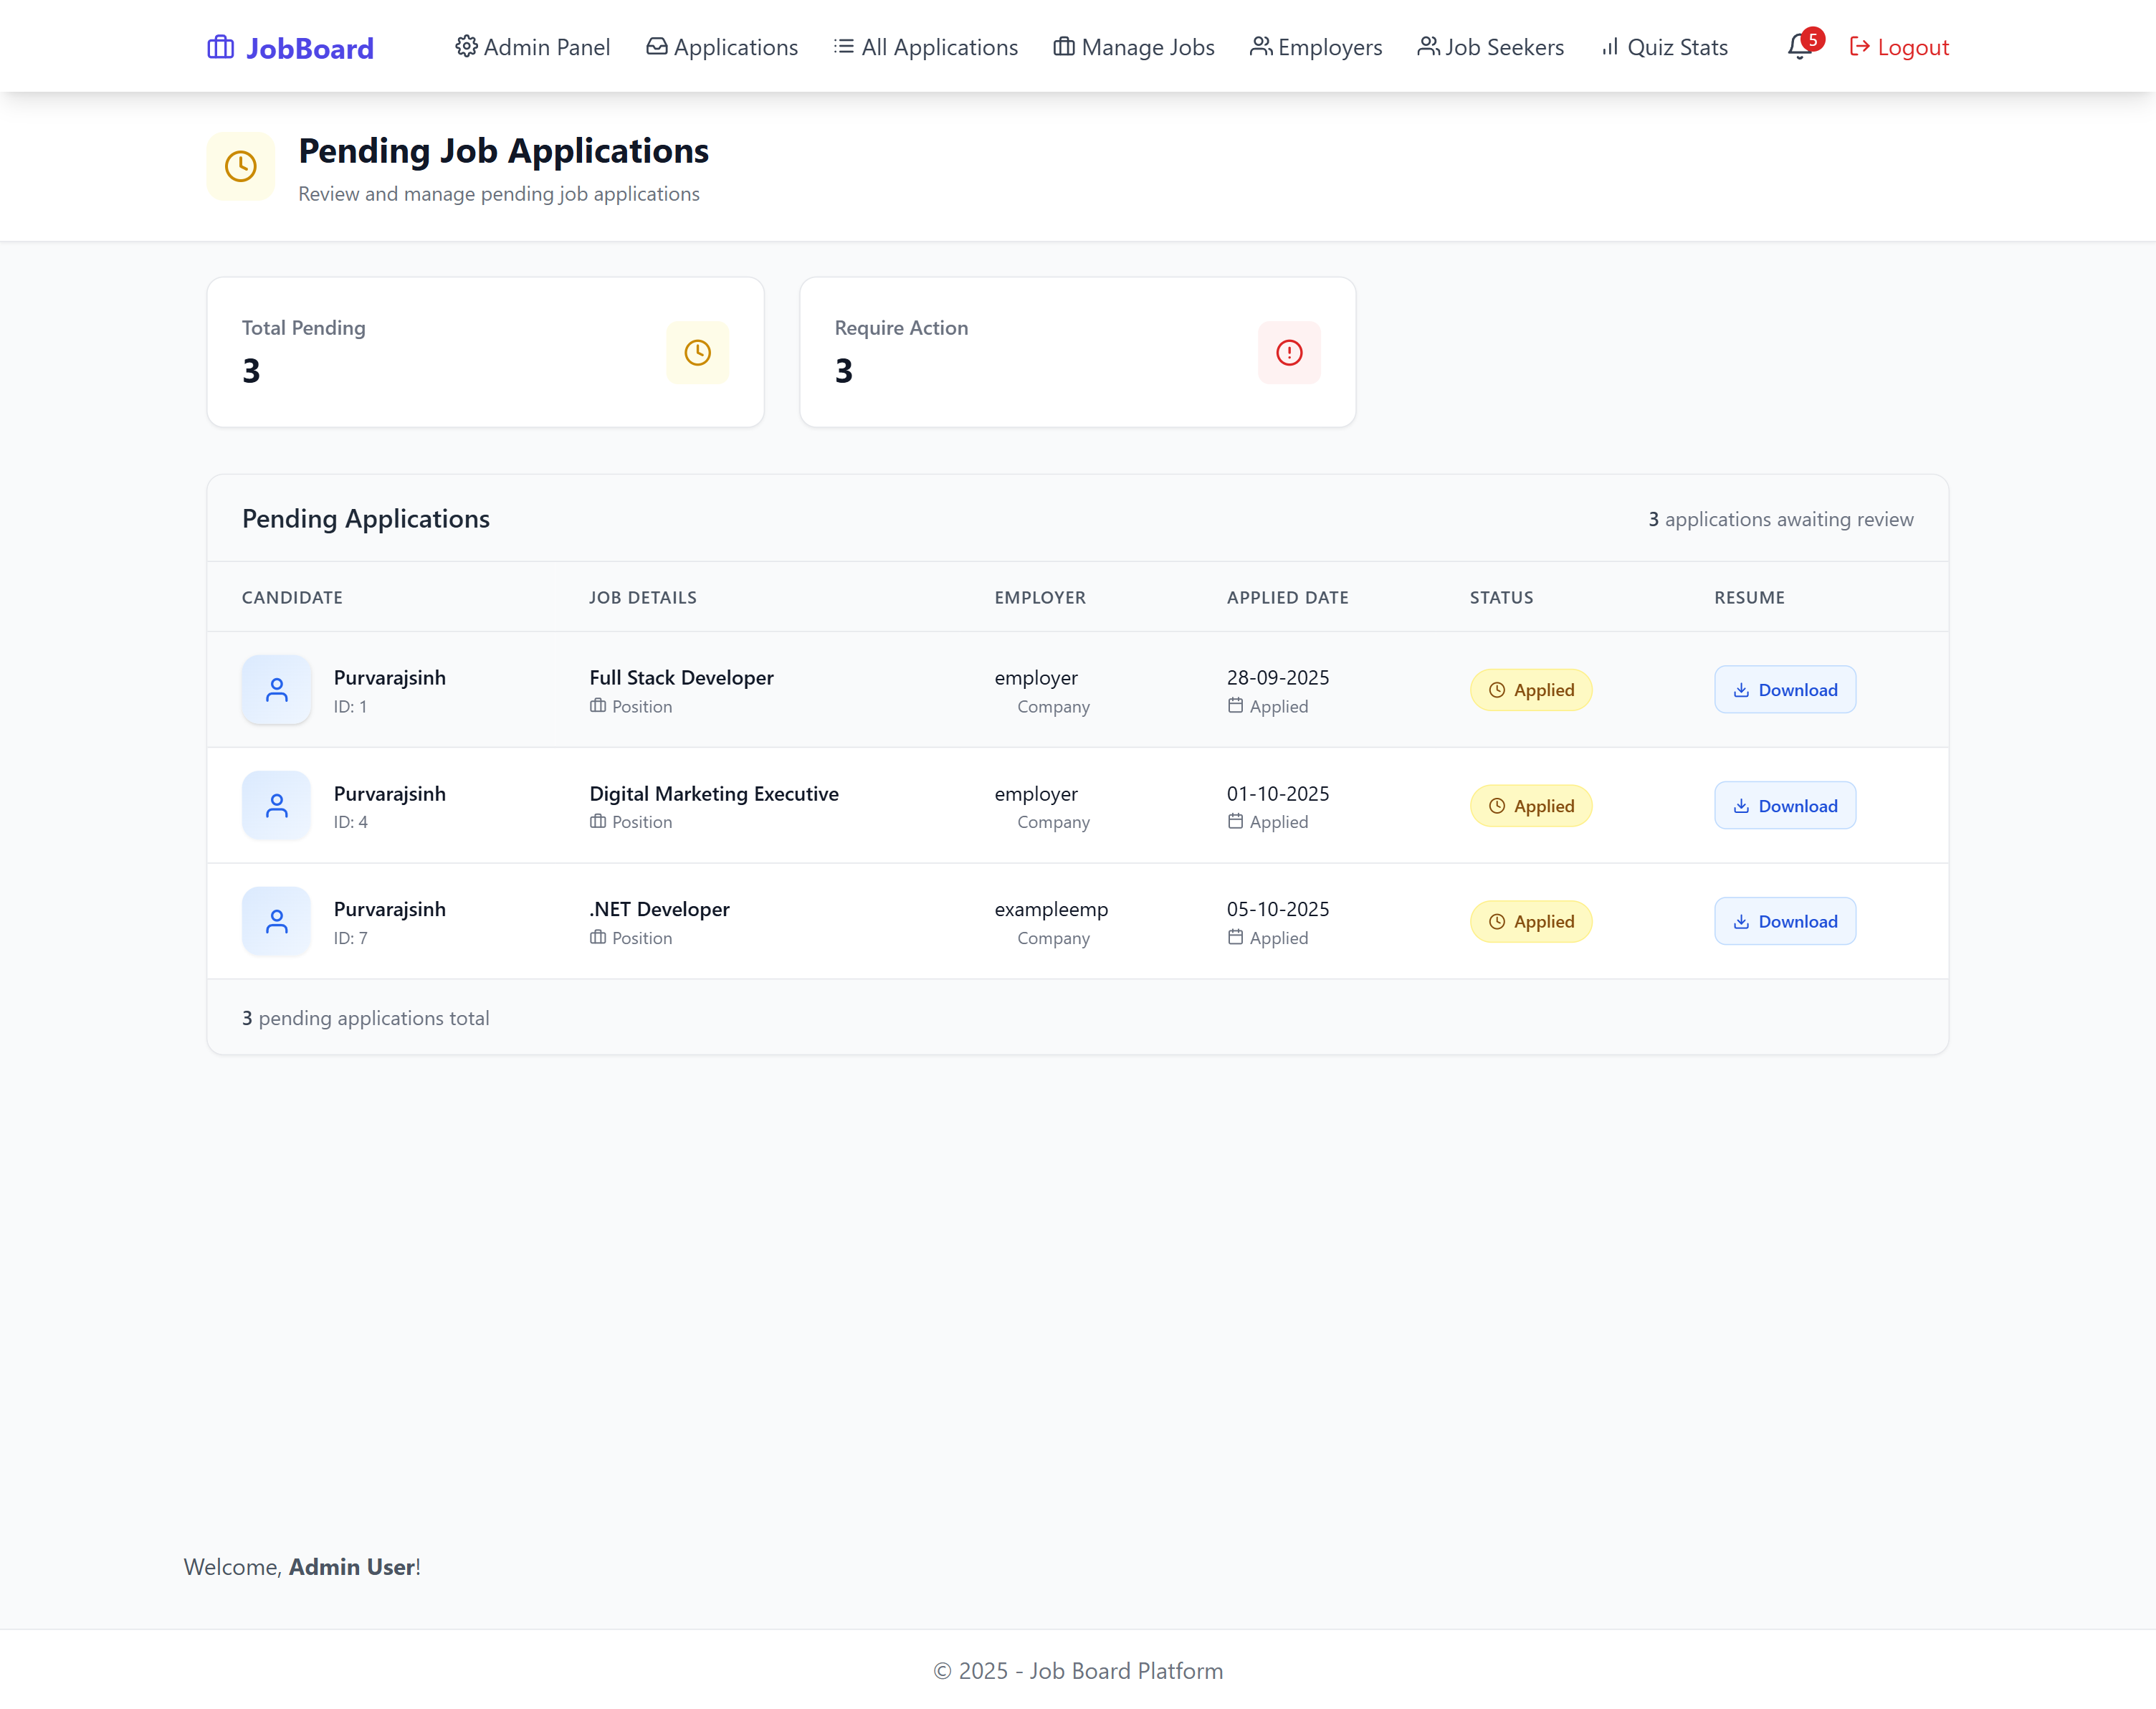 JobBoard Admin Panel Applications All Applications Manage Jobs Employers Job Seekers Quiz Stats 5 Logout
Pending Job Applications
Review and manage pending job applications
Total Pending
3
Require Action
3
Pending Applications
3 applications awaiting review
CANDIDATE JOB DETAILS EMPLOYER APPLIED DATE STATUS RESUME
Purvarajsinh Full Stack Developer employer 28-09-2025 Applied Download
ID: 1 Position Company Applied
Purvarajsinh Digital Marketing Executive employer 01-10-2025 Applied Download
ID: 4 Position Company Applied
Purvarajsinh .NET Developer exampleemp 05-10-2025 Applied Download
ID: 7 Position Company Applied
3 pending applications total
Welcome, Admin User!
© 2025 - Job Board Platform